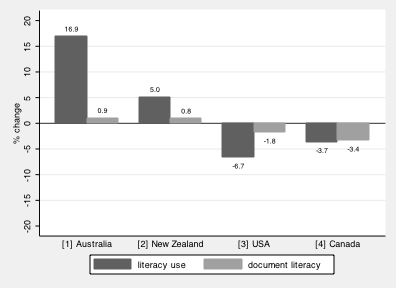 20
15
10
5
0
-5
-10
-15
-20
% change
16.9
0.9
5.0
0.8
-6.7
-1.8
-3.7
-3.4
[1] Australia
[2] New Zealand
[3] USA
[4] Canada
literacy use
document literacy